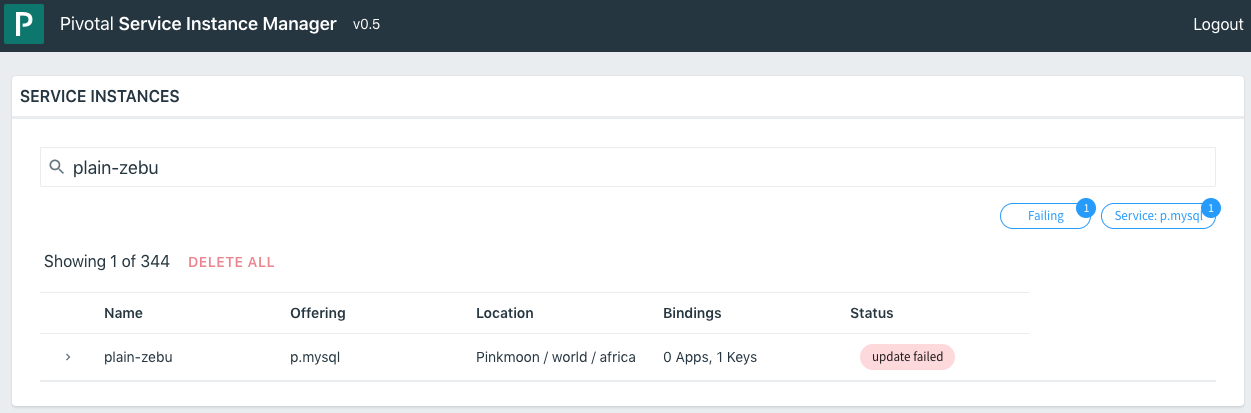 P Pivotal Service Instance Manager v0.5 Logout
SERVICE INSTANCES
plain-zebu
Failing 1 Service: p.mysql 1
Showing 1 of 344 DELETE ALL
Name Offering Location Bindings Status
plain-zebu p.mysql Pinkmoon / world / africa 0 Apps, 1 Keys update failed